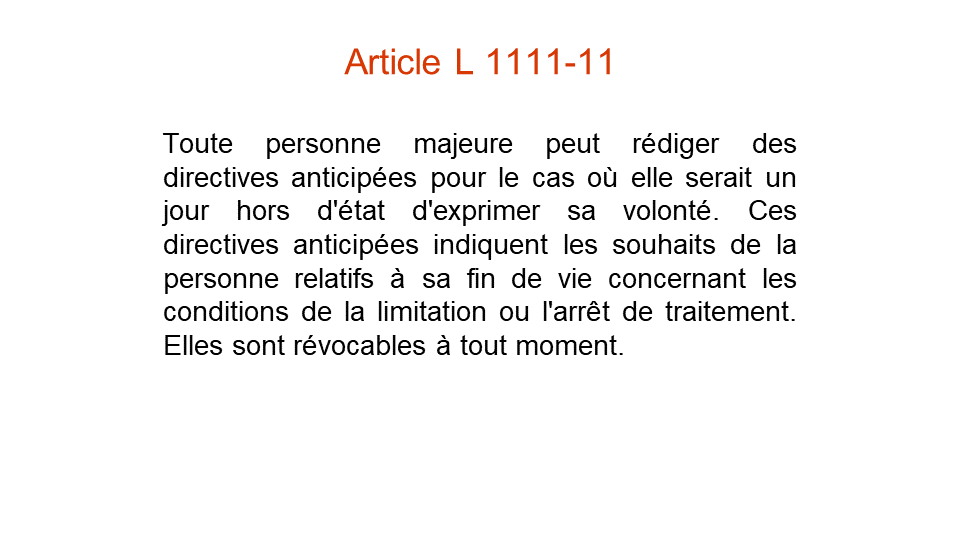 Article L 1111-11
Toute personne majeure peut rédiger des
directives anticipées pour le cas où elle serait un
jour hors d'état d'exprimer sa volonté. Ces
directives anticipées indiquent les souhaits de la
personne relatifs à sa fin de vie concernant les
conditions de la limitation ou l'arrêt de traitement.
Elles sont révocables à tout moment.